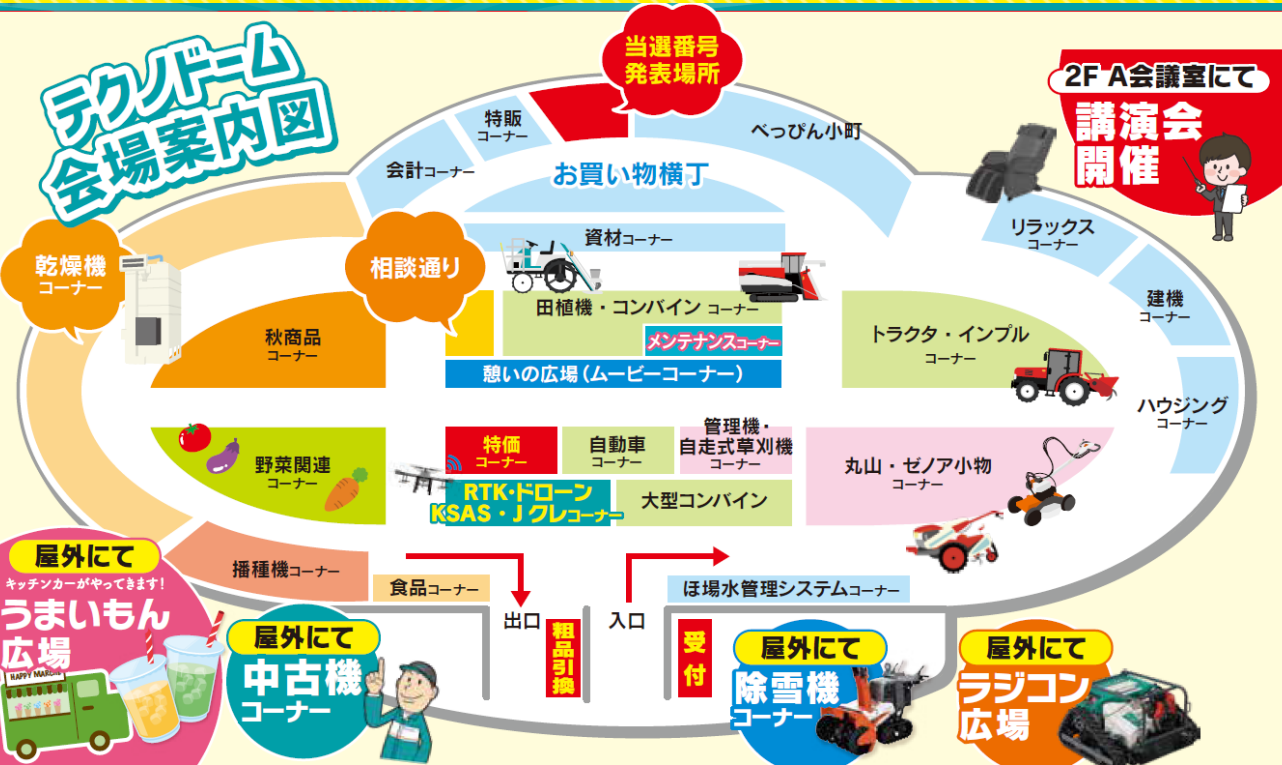 テクノドーム
会場案内図
当選番号
発表場所
2F A会議室にて
講演会
開催
特販
コーナー
会計コーナー
べっぴん小町
お買い物横丁
資材コーナー
リラックス
コーナー
建機
コーナー
ハウジング
コーナー
乾燥機
コーナー
相談通り
秋商品
コーナー
田植機・コンバイン コーナー
メンテナンスコーナー
憩いの広場(ムービーコーナー)
トラクタ・インプル
コーナー
野菜関連
コーナー
特価
コーナー
自動車
コーナー
管理機・
自走式草刈機
コーナー
RTK・ドローン
KSAS・Jクレコーナー
大型コンバイン
丸山・ゼノア小物
コーナー
播種機コーナー
食品コーナー
出口
粗品引換
入口
受付
ほ場水管理システムコーナー
屋外にて
キッチンカーがやってきます!
うまいもん
広場
HAPPY MARCHE
屋外にて
中古機
コーナー
屋外にて
除雪機
コーナー
屋外にて
ラジコン
広場